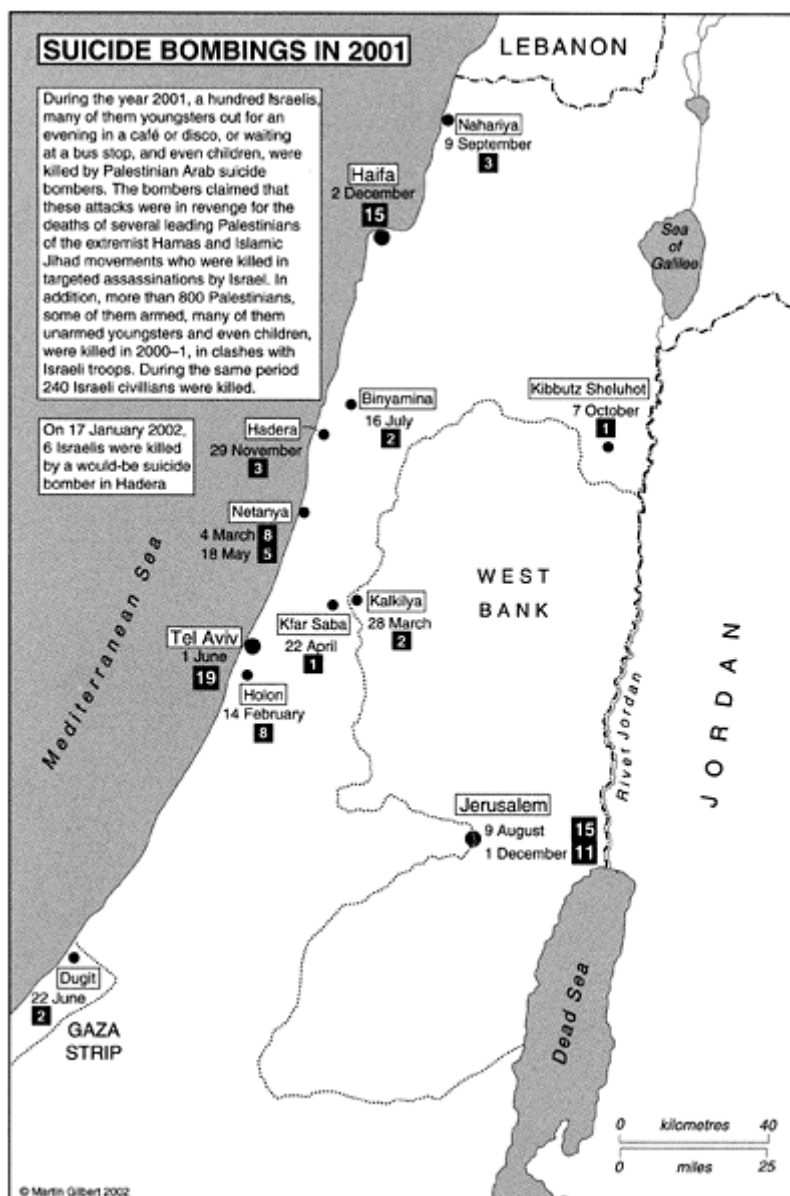 SUICIDE BOMBINGS IN 2001
During the year 2001, a hundred Israelis,
many of them youngsters out for an
evening in a café or disco, or waiting
at a bus stop, and even children, were
killed by Palestinian Arab suicide
bombers. The bombers claimed that
these attacks were in revenge for the
deaths of several leading Palestinians
of the extremist Hamas and Islamic
Jihad movements who were killed in
targeted assassinations by Israel. In
addition, more than 800 Palestinians,
some of them armed, many of them
unarmed youngsters and even children,
were killed in 2000–1, in clashes with
Israeli troops. During the same period
240 Israeli civillians were killed.
On 17 January 2002,
6 Israelis were killed
by a would-be suicide
bomber in Hadera
LEBANON
Nahariya
9 September
3
Haifa
2 December
15
Sea
of
Galilee
Binyamina
16 July
2
Kibbutz Sheluhot
7 October
1
Hadera
29 November
3
Netanya
4 March 8
18 May 5
WEST
BANK
Kalkilya
28 March
2
Kfar Saba
22 April
1
Tel Aviv
1 June
19
Holon
14 February
8
Mediterranean Sea
River Jordan
JORDAN
Jerusalem
9 August 15
1 December 11
Dugit
22 June
2
GAZA
STRIP
Dead Sea
0 kilometres 40
0 miles 25
© Martin Gilbert 2002